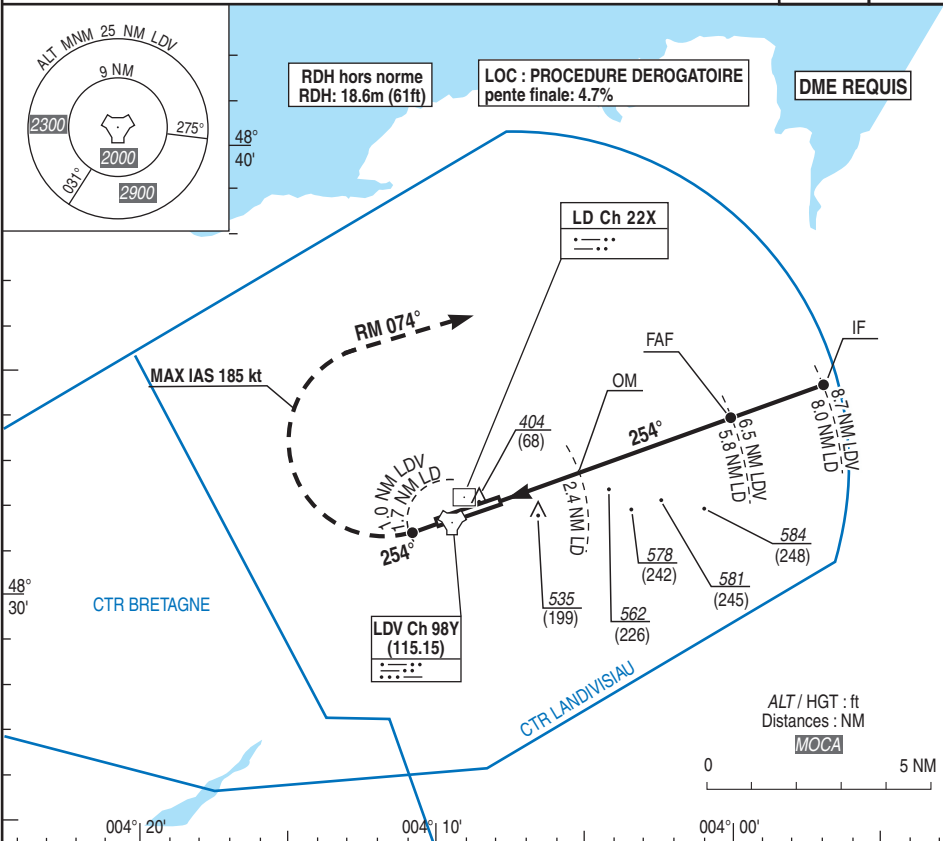 ALT MNM 25 NM LDV
9 NM
2300
275°
2000
031°
2900
RDH hors norme
RDH: 18.6m (61ft)
LOC : PROCEDURE DEROGATOIRE
pente finale: 4.7%
DME REQUIS
48°
40'
LD Ch 22X
RM 074°
MAX IAS 185 kt
FAF
IF
OM
404
(68)
254°
8.7 NM LDV
8.0 NM LD
6.5 NM LDV
5.8 NM LD
2.4 NM LD
1.0 NM LDV
1.7 NM LD
254°
584
(248)
578
(242)
581
(245)
535
(199)
562
(226)
48°
30'
CTR BRETAGNE
LDV Ch 98Y
(115.15)
CTR LANDIVISIAU
ALT / HGT : ft
Distances : NM
MOCA
0 5 NM
004° 20' 004° 10' 004° 00'